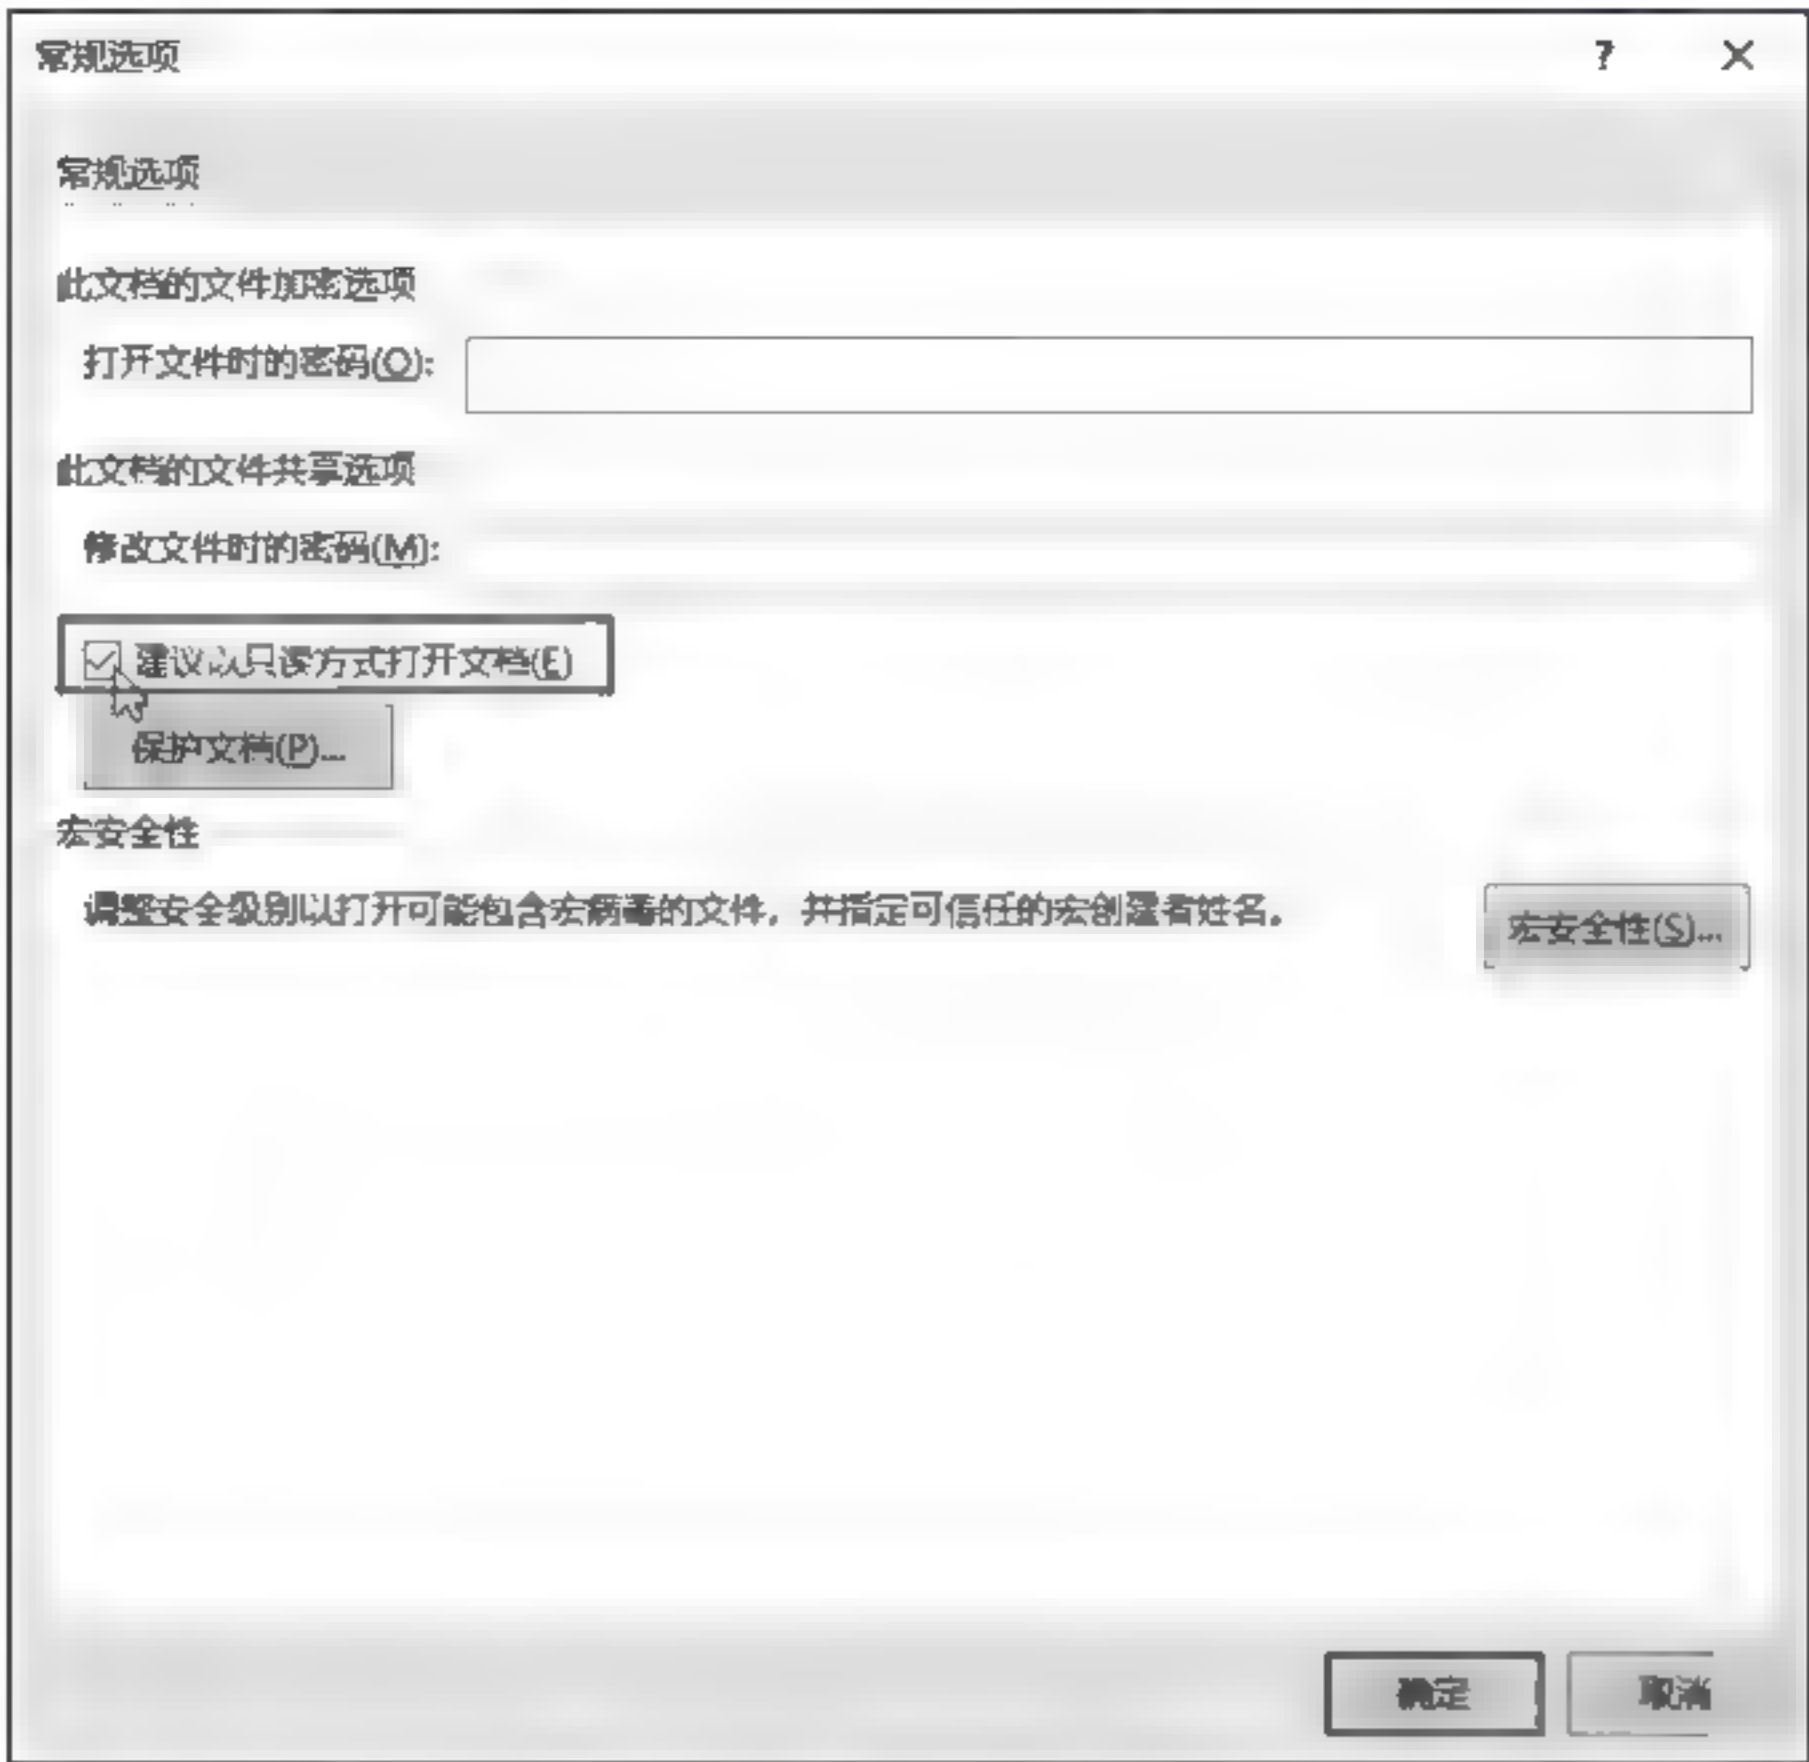 常规选项
?
常规选项
此文档的文件加密选项
打开文件时的密码(O):
此文档的文件共享选项
修改文件时的密码(M):
建议以只读方式打开文档(E)
保护文档(P)...
宏安全性
调整安全级别以打开可能包含宏病毒的文件，并指定可信任的宏创建者姓名。
宏安全性(S)...
确定
取消